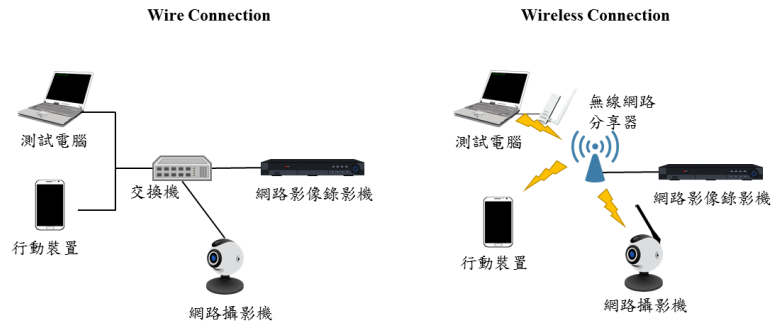 Wire Connection
測試電腦
交換機
網路影像錄影機
行動裝置
網路攝影機
Wireless Connection
無線網路
分享器
測試電腦
網路影像錄影機
行動裝置
網路攝影機